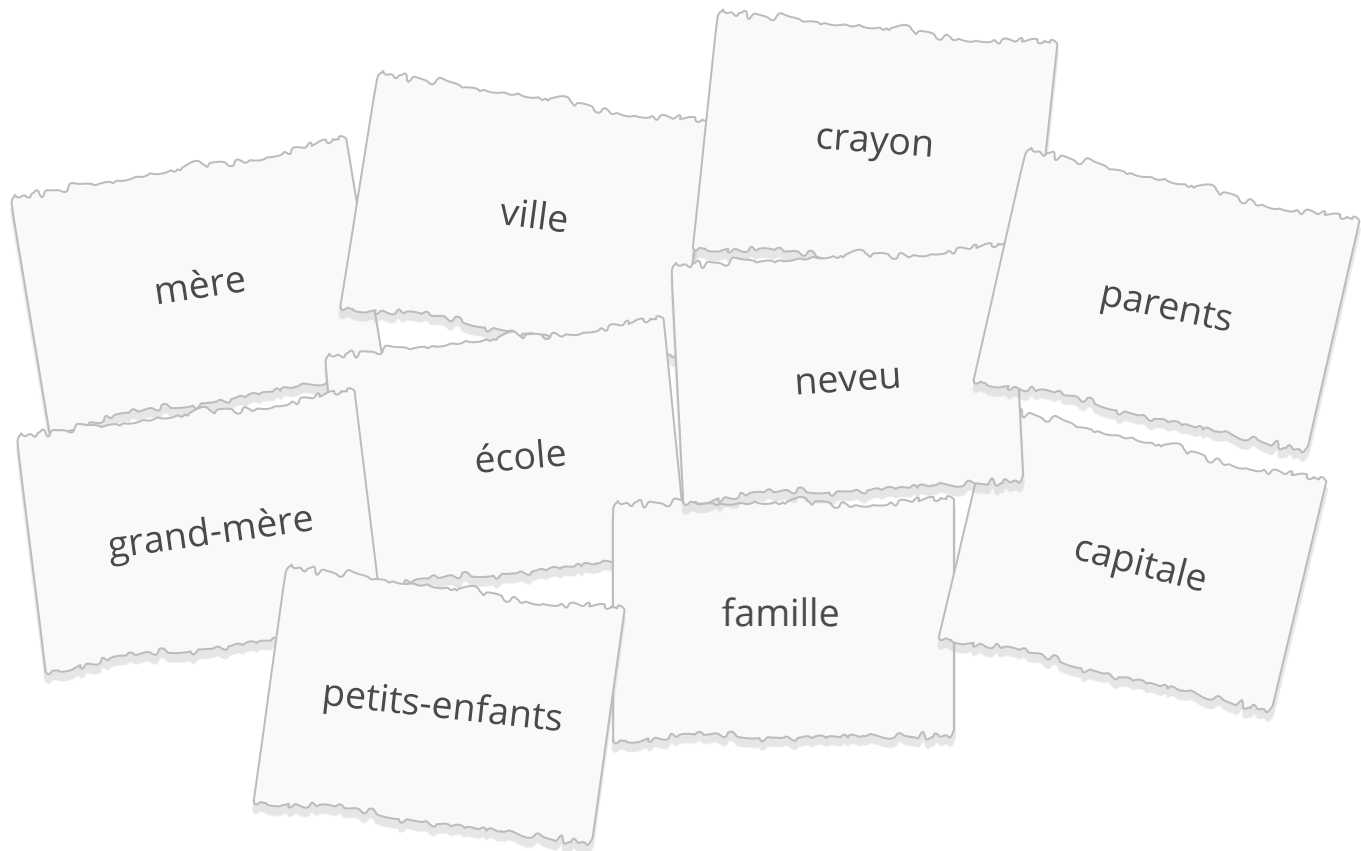 crayon
ville
mère
parents
neveu
école
grand-mère
capitale
famille
petits-enfants